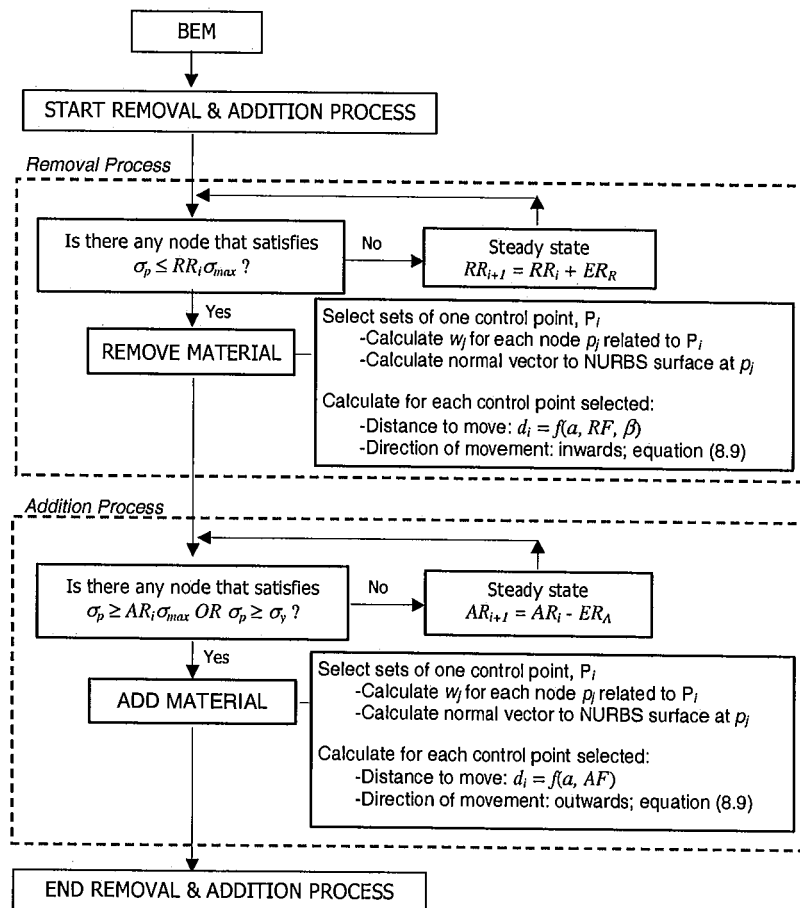 BEM
START REMOVAL & ADDITION PROCESS
Removal Process
Is there any node that satisfies
σp ≤ RRiσmax ?
No
Steady state
RRi+1 = RRi + ERR
Yes
REMOVE MATERIAL
Select sets of one control point, Pi
-Calculate wj for each node pj related to Pi
-Calculate normal vector to NURBS surface at pj
Calculate for each control point selected:
-Distance to move: di = f(a, RF, β)
-Direction of movement: inwards; equation (8.9)
Addition Process
Is there any node that satisfies
σp ≥ ARiσmax OR σp ≥ σy ?
No
Steady state
ARi+1 = ARi - ERA
Yes
ADD MATERIAL
Select sets of one control point, Pi
-Calculate wj for each node pj related to Pi
-Calculate normal vector to NURBS surface at pj
Calculate for each control point selected:
-Distance to move: di = f(a, AF)
-Direction of movement: outwards; equation (8.9)
END REMOVAL & ADDITION PROCESS